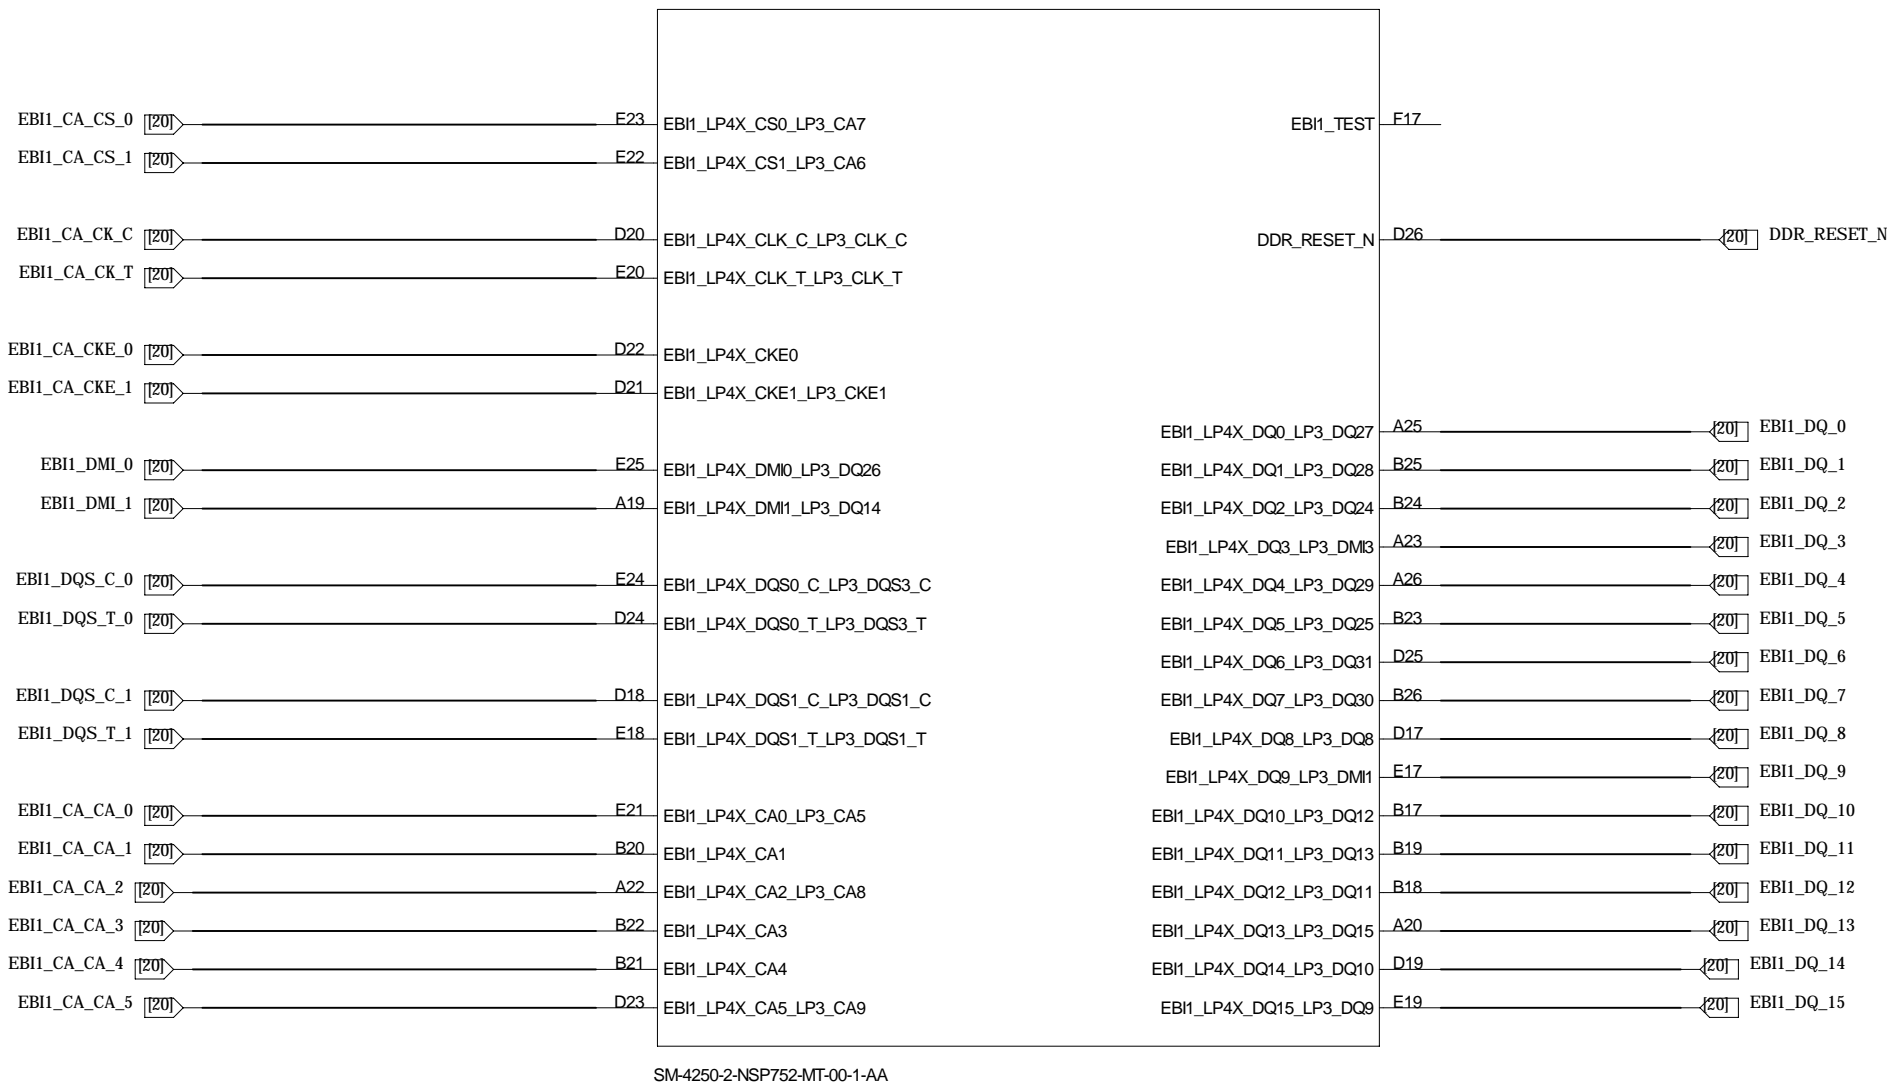 EBI1_CA_CS_0 [20] E23 EBI1_LP4X_CS0_LP3_CA7 EBI1_TEST F17
EBI1_CA_CS_1 [20] E22 EBI1_LP4X_CS1_LP3_CA6
EBI1_CA_CK_C [20] D20 EBI1_LP4X_CLK_C_LP3_CLK_C DDR_RESET_N D26 [20] DDR_RESET_N
EBI1_CA_CK_T [20] E20 EBI1_LP4X_CLK_T_LP3_CLK_T
EBI1_CA_CKE_0 [20] D22 EBI1_LP4X_CKE0
EBI1_CA_CKE_1 [20] D21 EBI1_LP4X_CKE1_LP3_CKE1
EBI1_LP4X_DQ0_LP3_DQ27 A25 [20] EBI1_DQ_0
EBI1_DMI_0 [20] E25 EBI1_LP4X_DMI0_LP3_DQ26 EBI1_LP4X_DQ1_LP3_DQ28 B25 [20] EBI1_DQ_1
EBI1_DMI_1 [20] A19 EBI1_LP4X_DMI1_LP3_DQ14 EBI1_LP4X_DQ2_LP3_DQ24 B24 [20] EBI1_DQ_2
EBI1_LP4X_DQ3_LP3_DMI3 A23 [20] EBI1_DQ_3
EBI1_DQS_C_0 [20] E24 EBI1_LP4X_DQS0_C_LP3_DQS3_C EBI1_LP4X_DQ4_LP3_DQ29 A26 [20] EBI1_DQ_4
EBI1_DQS_T_0 [20] D24 EBI1_LP4X_DQS0_T_LP3_DQS3_T EBI1_LP4X_DQ5_LP3_DQ25 B23 [20] EBI1_DQ_5
EBI1_LP4X_DQ6_LP3_DQ31 D25 [20] EBI1_DQ_6
EBI1_DQS_C_1 [20] D18 EBI1_LP4X_DQS1_C_LP3_DQS1_C EBI1_LP4X_DQ7_LP3_DQ30 B26 [20] EBI1_DQ_7
EBI1_DQS_T_1 [20] E18 EBI1_LP4X_DQS1_T_LP3_DQS1_T EBI1_LP4X_DQ8_LP3_DQ8 D17 [20] EBI1_DQ_8
EBI1_LP4X_DQ9_LP3_DMI1 E17 [20] EBI1_DQ_9
EBI1_CA_CA_0 [20] E21 EBI1_LP4X_CA0_LP3_CA5 EBI1_LP4X_DQ10_LP3_DQ12 B17 [20] EBI1_DQ_10
EBI1_CA_CA_1 [20] B20 EBI1_LP4X_CA1 EBI1_LP4X_DQ11_LP3_DQ13 B19 [20] EBI1_DQ_11
EBI1_CA_CA_2 [20] A22 EBI1_LP4X_CA2_LP3_CA8 EBI1_LP4X_DQ12_LP3_DQ11 B18 [20] EBI1_DQ_12
EBI1_CA_CA_3 [20] B22 EBI1_LP4X_CA3 EBI1_LP4X_DQ13_LP3_DQ15 A20 [20] EBI1_DQ_13
EBI1_CA_CA_4 [20] B21 EBI1_LP4X_CA4 EBI1_LP4X_DQ14_LP3_DQ10 D19 [20] EBI1_DQ_14
EBI1_CA_CA_5 [20] D23 EBI1_LP4X_CA5_LP3_CA9 EBI1_LP4X_DQ15_LP3_DQ9 E19 [20] EBI1_DQ_15
SM-4250-2-NSP752-MT-00-1-AA